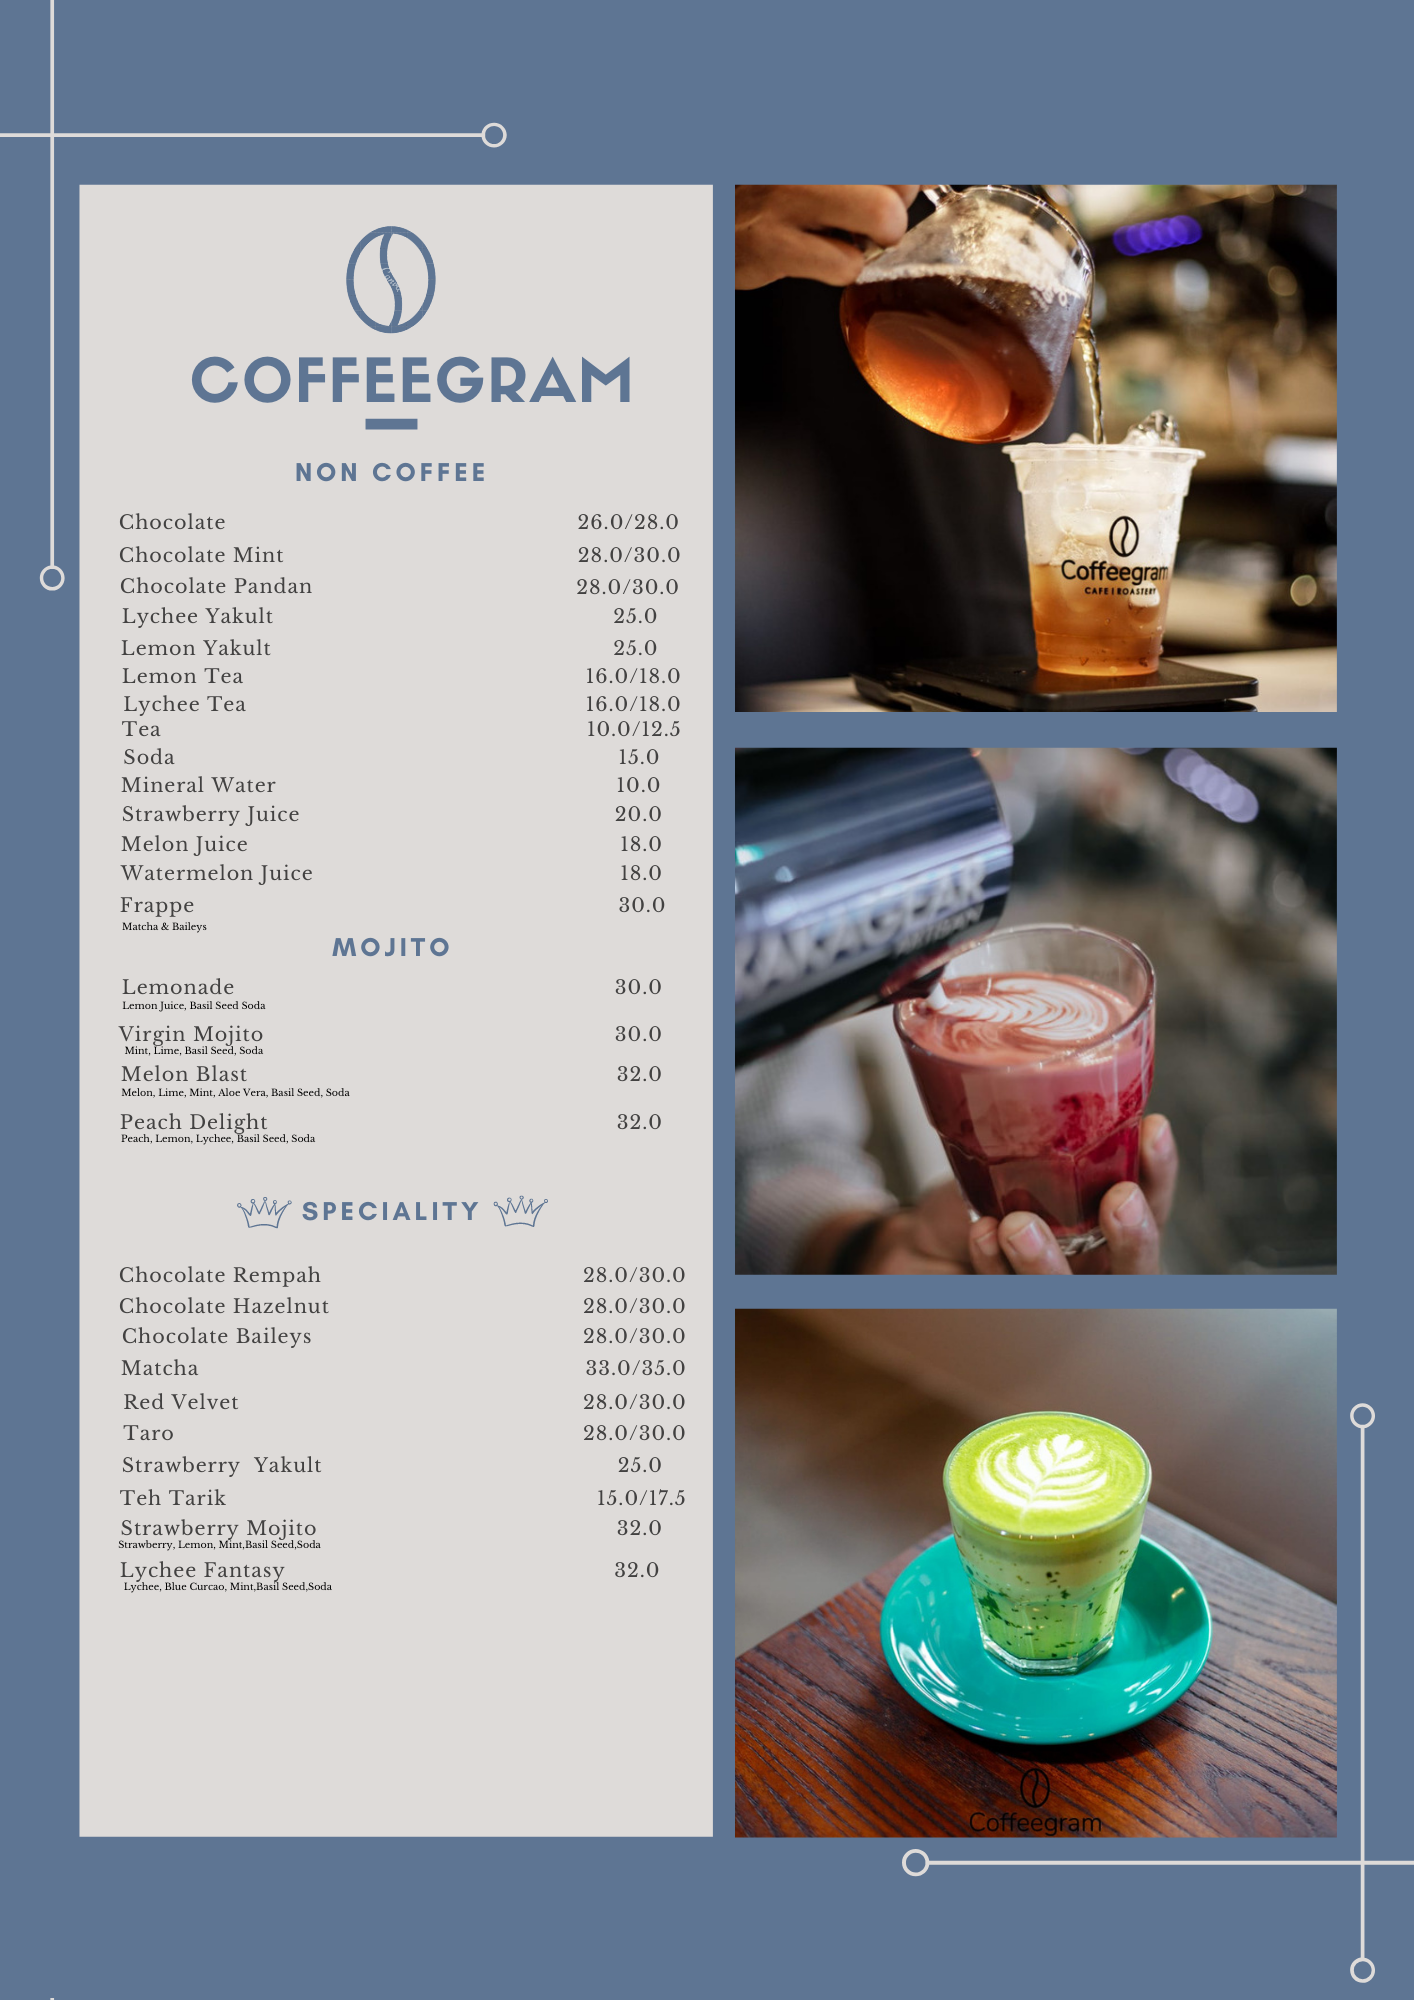 COFFEEGRAM
NON COFFEE
Chocolate 26.0/28.0
Chocolate Mint 28.0/30.0
Chocolate Pandan 28.0/30.0
Lychee Yakult 25.0
Lemon Yakult 25.0
Lemon Tea 16.0/18.0
Lychee Tea 16.0/18.0
Tea 10.0/12.5
Soda 15.0
Mineral Water 10.0
Strawberry Juice 20.0
Melon Juice 18.0
Watermelon Juice 18.0
Frappe 30.0
Matcha & Baileys
MOJITO
Lemonade 30.0
Lemon Juice, Basil Seed Soda
Virgin Mojito 30.0
Mint, Lime, Basil Seed, Soda
Melon Blast 32.0
Melon, Lime, Mint, Aloe Vera, Basil Seed, Soda
Peach Delight 32.0
Peach, Lemon, Lychee, Basil Seed, Soda
SPECIALITY
Chocolate Rempah 28.0/30.0
Chocolate Hazelnut 28.0/30.0
Chocolate Baileys 28.0/30.0
Matcha 33.0/35.0
Red Velvet 28.0/30.0
Taro 28.0/30.0
Strawberry Yakult 25.0
Teh Tarik 15.0/17.5
Strawberry Mojito 32.0
Strawberry, Lemon, Mint,Basil Seed,Soda
Lychee Fantasy 32.0
Lychee, Blue Curcao, Mint,Basil Seed,Soda
Coffeegram
CAFE | ROASTERY
ARTISAN
Coffeegram